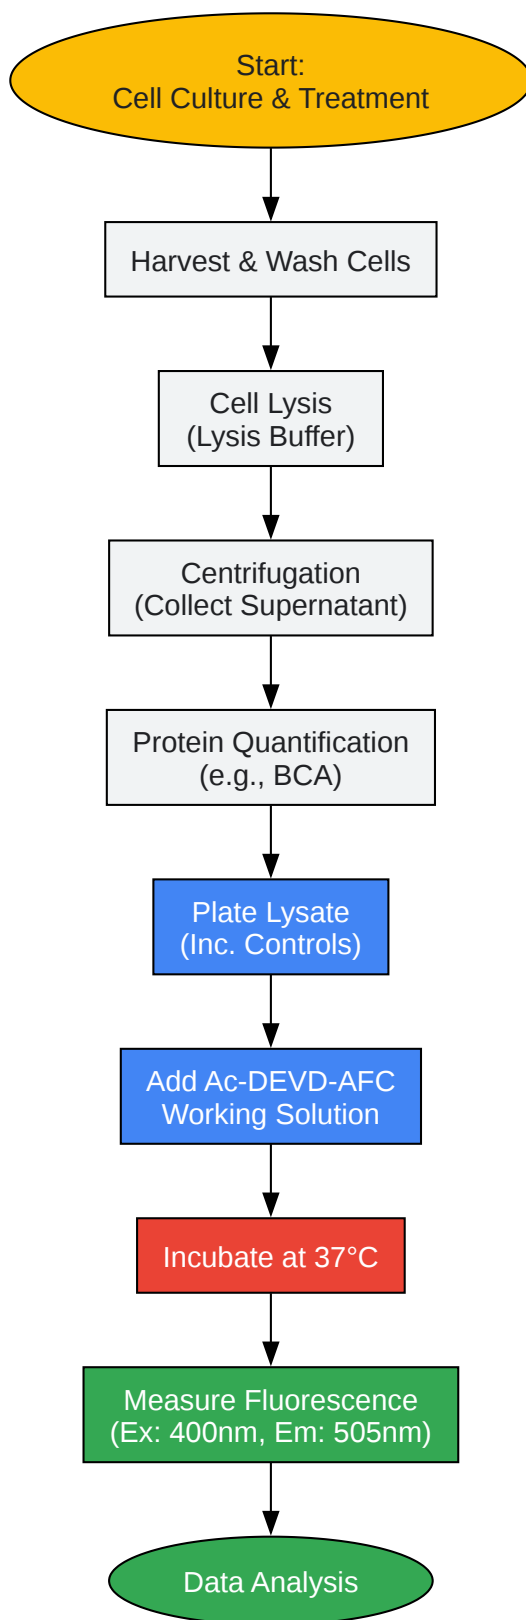 Start:
Cell Culture & Treatment
Harvest & Wash Cells
Cell Lysis
(Lysis Buffer)
Centrifugation
(Collect Supernatant)
Protein Quantification
(e.g., BCA)
Plate Lysate
(Inc. Controls)
Add Ac-DEVD-AFC
Working Solution
Incubate at 37°C
Measure Fluorescence
(Ex: 400nm, Em: 505nm)
Data Analysis